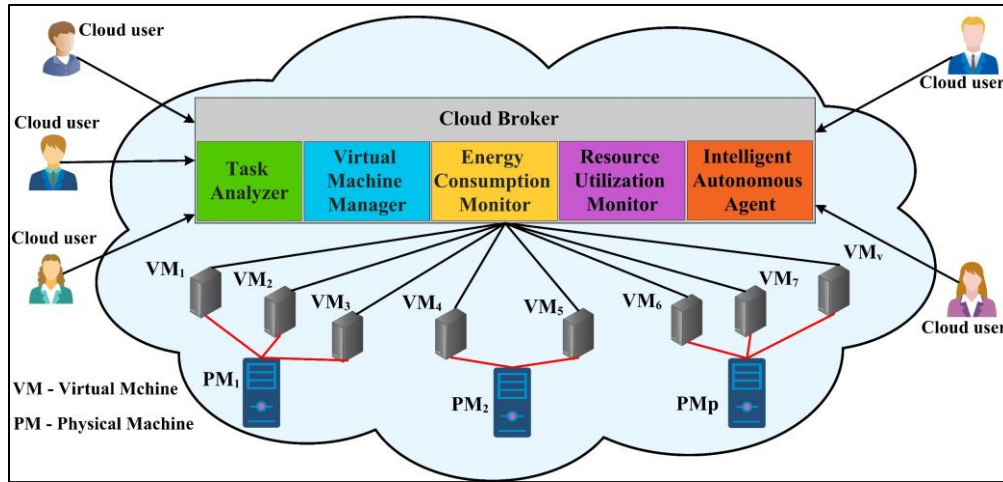 Cloud user
Cloud user
Cloud user
Cloud user
Cloud Broker
Task
Analyzer
Virtual
Machine
Manager
Energy
Consumption
Monitor
Resource
Utilization
Monitor
Intelligent
Autonomous
Agent
Cloud user
Cloud user
VM₁
VM₂
VM₃
VM₄
VM₅
VM₆
VM₇
VMᵥ
PM₁
PM₂
PMp
VM - Virtual Mchine
PM - Physical Machine